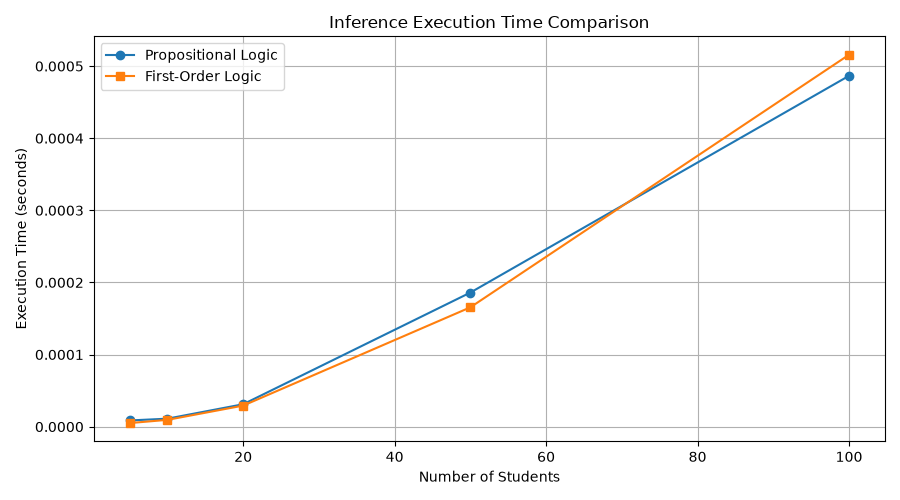 Inference Execution Time Comparison
Propositional Logic
First-Order Logic
Execution Time (seconds)
0.0005
0.0004
0.0003
0.0002
0.0001
0.0000
20 40 60 80 100
Number of Students